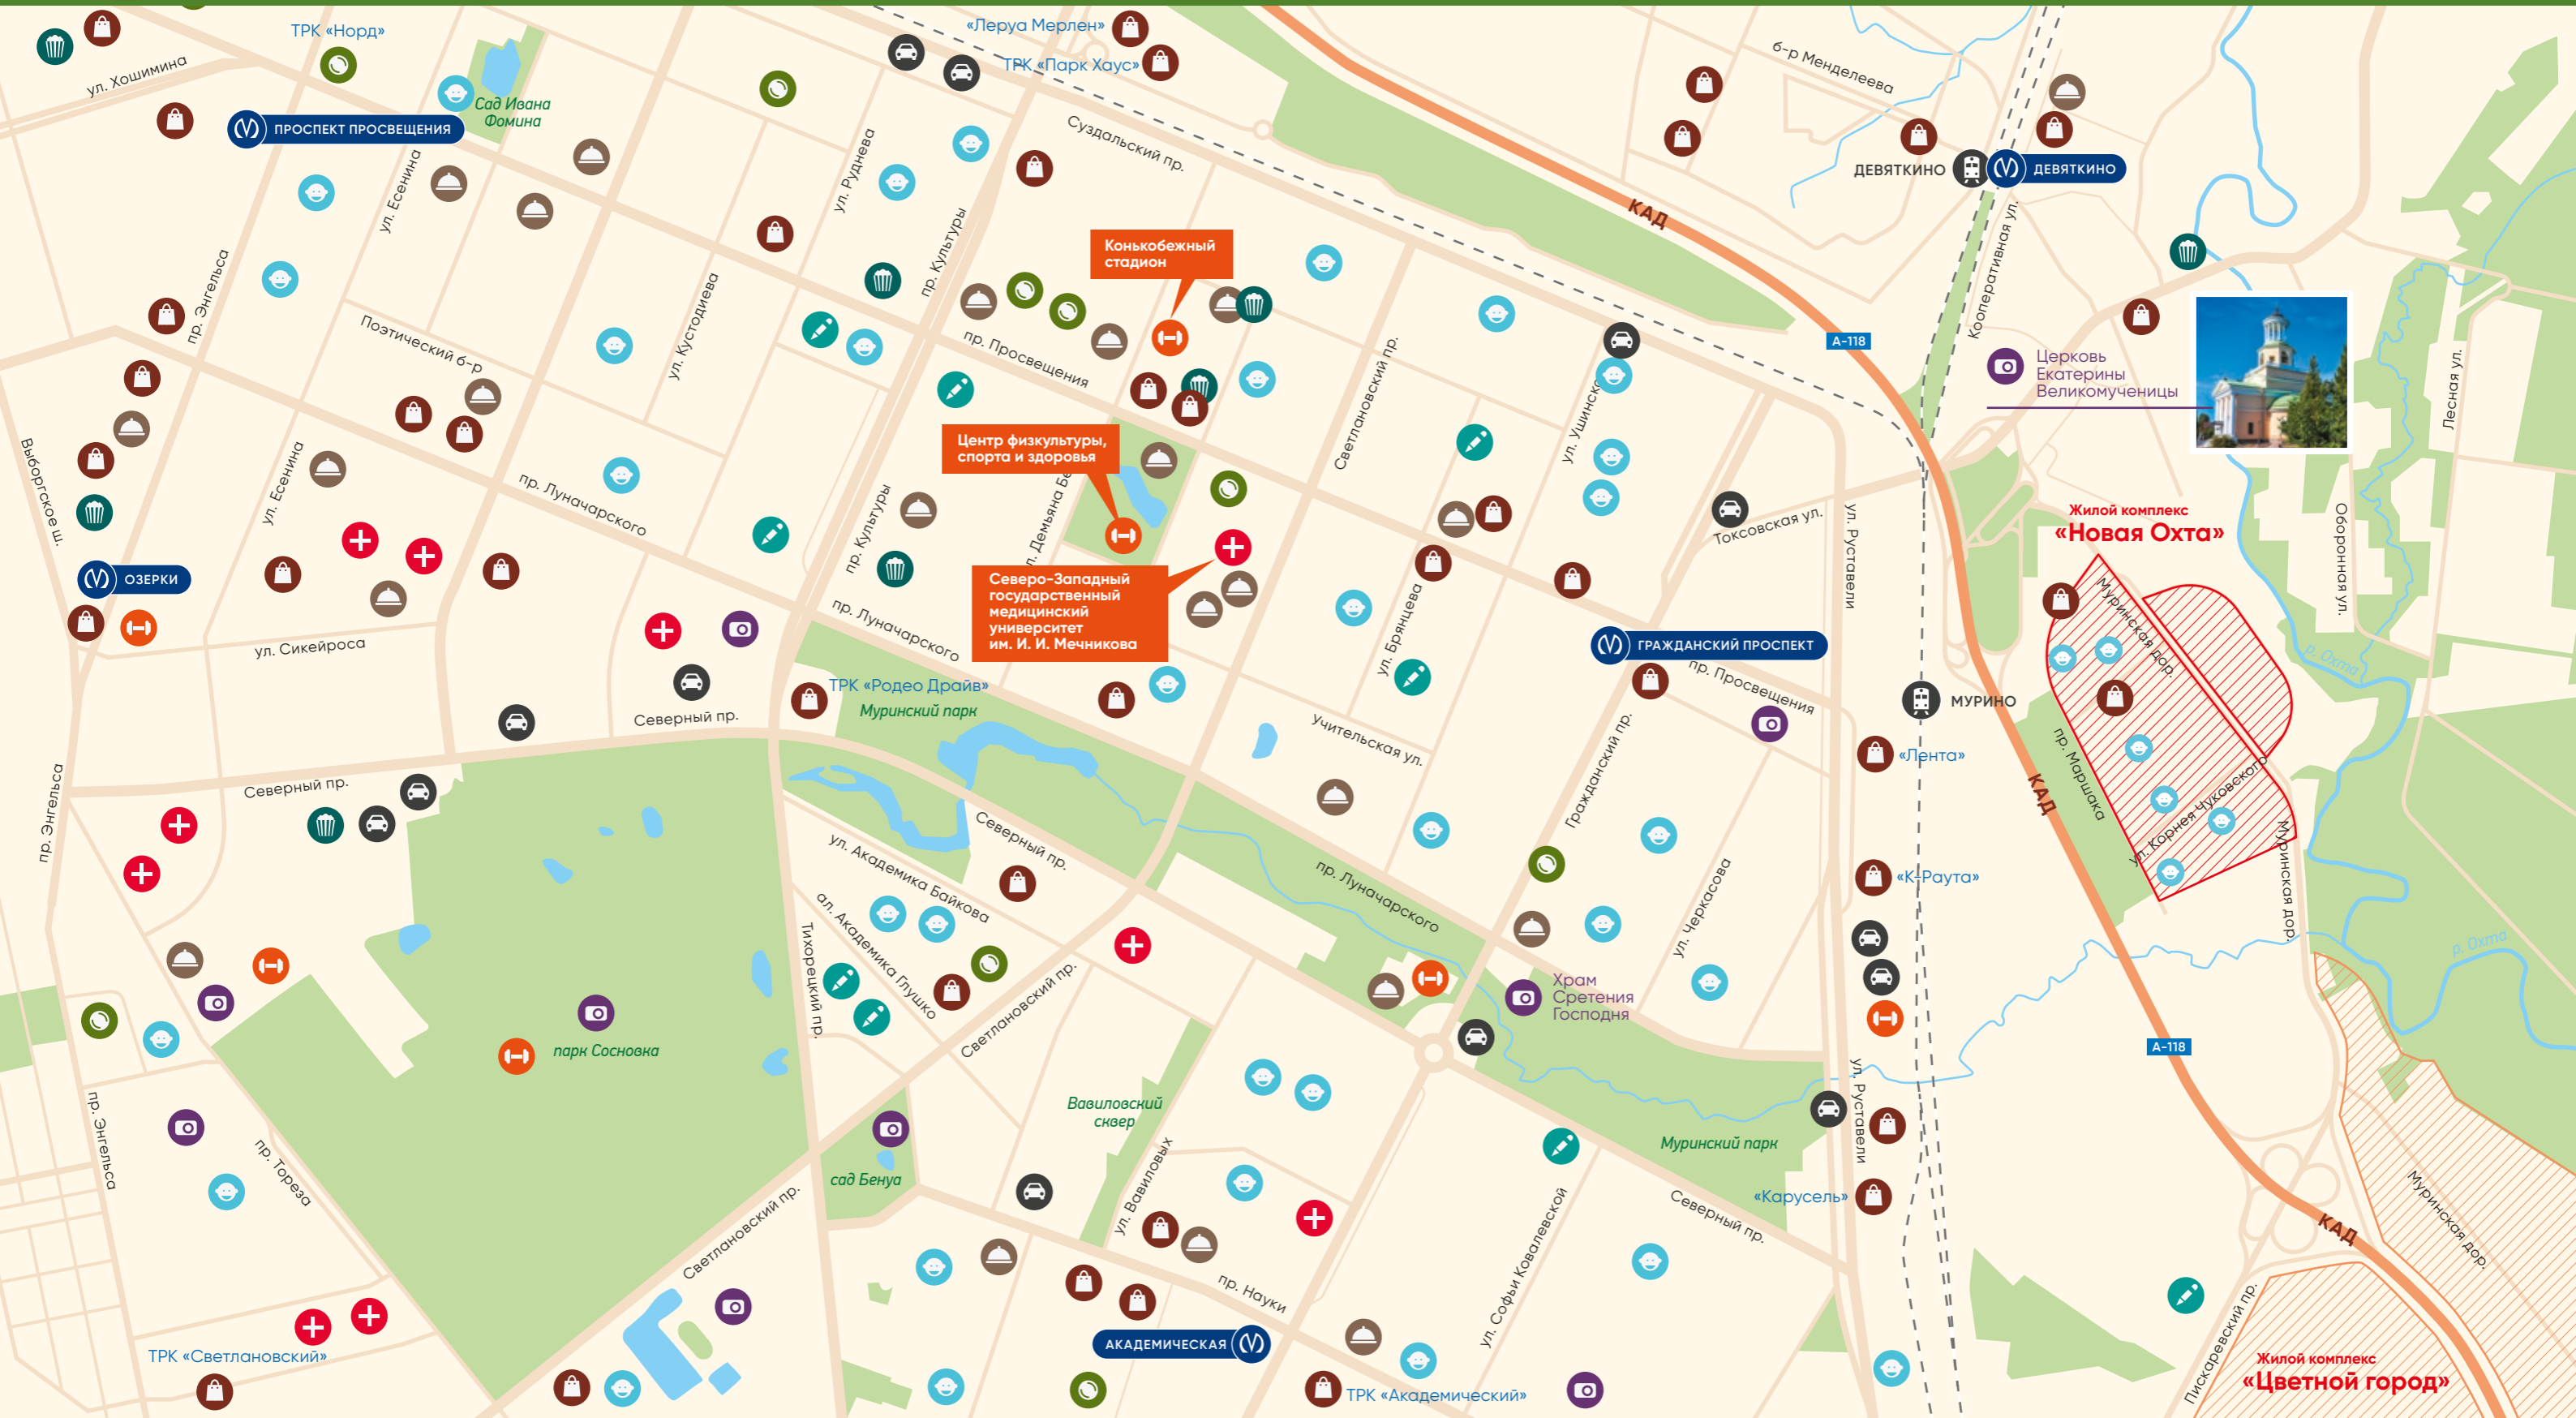 «Леруа Мерлен»
ТРК «Норд»
ТРК «Парк Хаус»
б-р Менделеева
ул. Хошимина
Сад Ивана
Фомина
ПРОСПЕКТ ПРОСВЕЩЕНИЯ
Суздальский пр.
ул. Руднева
ул. Есенина
ДЕВЯТКИНО
ДЕВЯТКИНО
КАД
пр. Культуры
Кооперативная ул.
Конькобежный
стадион
пр. Энгельса
ул. Кустодиева
Поэтический б-р
пр. Просвещения
Светлановский пр.
А-118
Церковь
Екатерины
Великомученицы
Лесная ул.
Выборгское ш.
ул. Есенина
Центр физкультуры,
спорта и здоровья
пр. Луначарского
пр. Культуры
Токсовская ул.
ул. Руставели
Жилой комплекс
«Новая Охта»
Оборонная ул.
ОЗЕРКИ
Северо-Западный
государственный
медицинский
университет
им. И. И. Мечникова
ул. Брянцева
Муринская дор.
ул. Сикейроса
пр. Луначарского
ГРАЖДАНСКИЙ ПРОСПЕКТ
р. Охта
пр. Просвещения
ТРК «Родео Драйв»
Муринский парк
МУРИНО
Северный пр.
Учительская ул.
Гражданский пр.
«Лента»
пр. Маршака
КАД
Северный пр.
пр. Энгельса
ул. Корнея Чуковского
Муринская дор.
Северный пр.
ул. Академика Байкова
пр. Луначарского
«К-Раута»
ул. Черкасова
ал. Академика Глушко
Тихорецкий пр.
Светлановский пр.
р. Охта
Храм
Сретения
Господня
парк Сосновка
А-118
пр. Энгельса
Вавиловский
сквер
ул. Руставели
Муринский парк
пр. Тореза
ул. Вавиловых
сад Бенуа
Светлановский пр.
«Карусель»
Северный пр.
КАД
Муринская дор.
ул. Софьи Ковалевской
пр. Науки
АКАДЕМИЧЕСКАЯ
Пискаревский пр.
ТРК «Светлановский»
ТРК «Академический»
Жилой комплекс
«Цветной город»